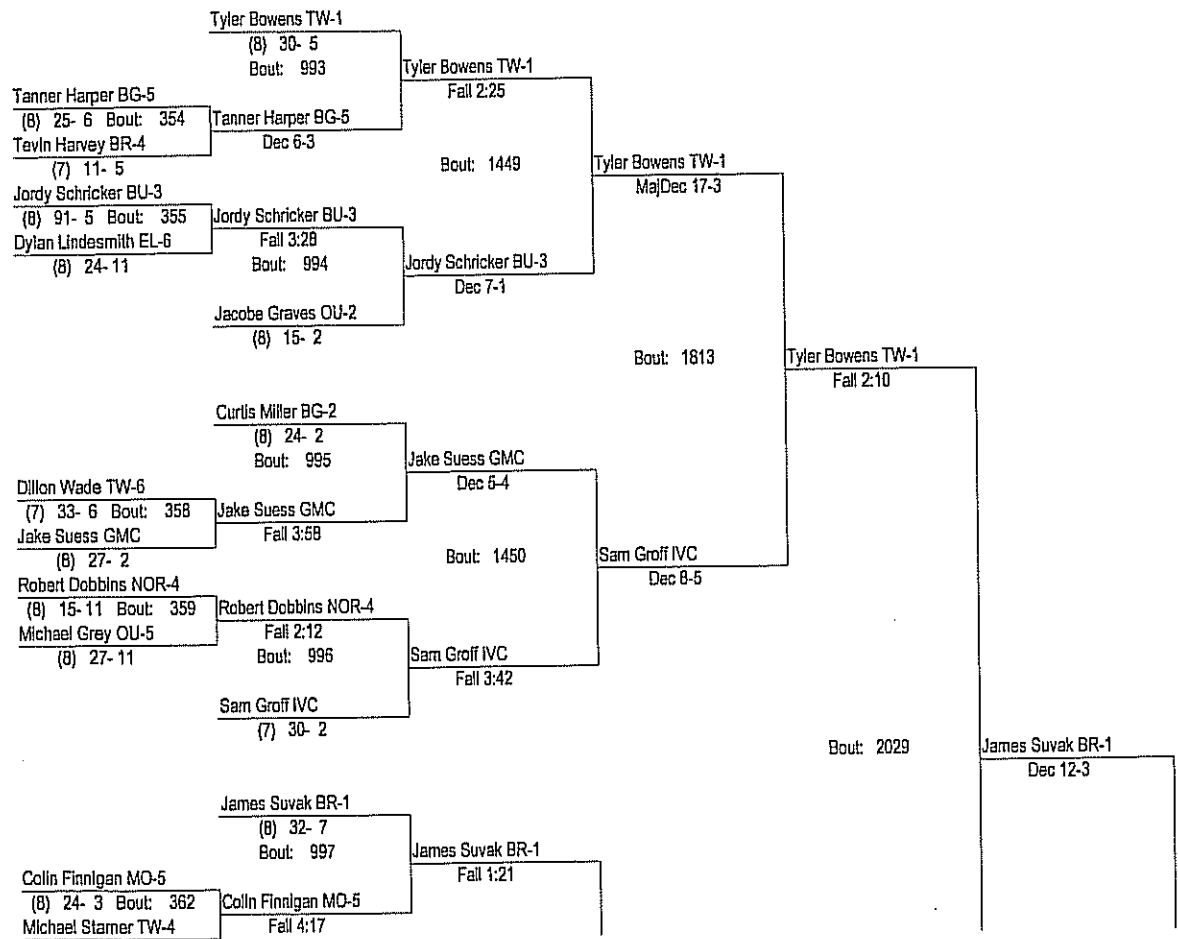 Tyler Bowens TW-1
(8) 30- 5
Bout: 993
Tyler Bowens TW-1
Fall 2:25
Tanner Harper BG-5
(8) 25- 6 Bout: 354
Tanner Harper BG-5
Dec 6-3
Tevin Harvey BR-4
(7) 11- 5
Bout: 1449
Tyler Bowens TW-1
MajDec 17-3
Jordy Schricker BU-3
(8) 91- 5 Bout: 355
Jordy Schricker BU-3
Fall 3:28
Dylan Lindesmith EL-6
(8) 24-11
Bout: 994
Jordy Schricker BU-3
Dec 7-1
Jacobe Graves OU-2
(8) 15- 2
Bout: 1813
Tyler Bowens TW-1
Fall 2:10
Curtis Miller BG-2
(8) 24- 2
Bout: 995
Jake Suess GMC
Dec 5-4
Dillon Wade TW-6
(7) 33- 6 Bout: 358
Jake Suess GMC
Fall 3:58
Jake Suess GMC
(8) 27- 2
Bout: 1450
Sam Groff IVC
Dec 8-5
Robert Dobbins NOR-4
(8) 15-11 Bout: 359
Robert Dobbins NOR-4
Fall 2:12
Michael Grey OU-5
(8) 27-11
Bout: 996
Sam Groff IVC
Fall 3:42
Sam Groff IVC
(7) 30- 2
Bout: 2029
James Suvak BR-1
Dec 12-3
James Suvak BR-1
(8) 32- 7
Bout: 997
James Suvak BR-1
Fall 1:21
Colin Finnigan MO-5
(8) 24- 3 Bout: 362
Colin Finnigan MO-5
Fall 4:17
Michael Starner TW-4